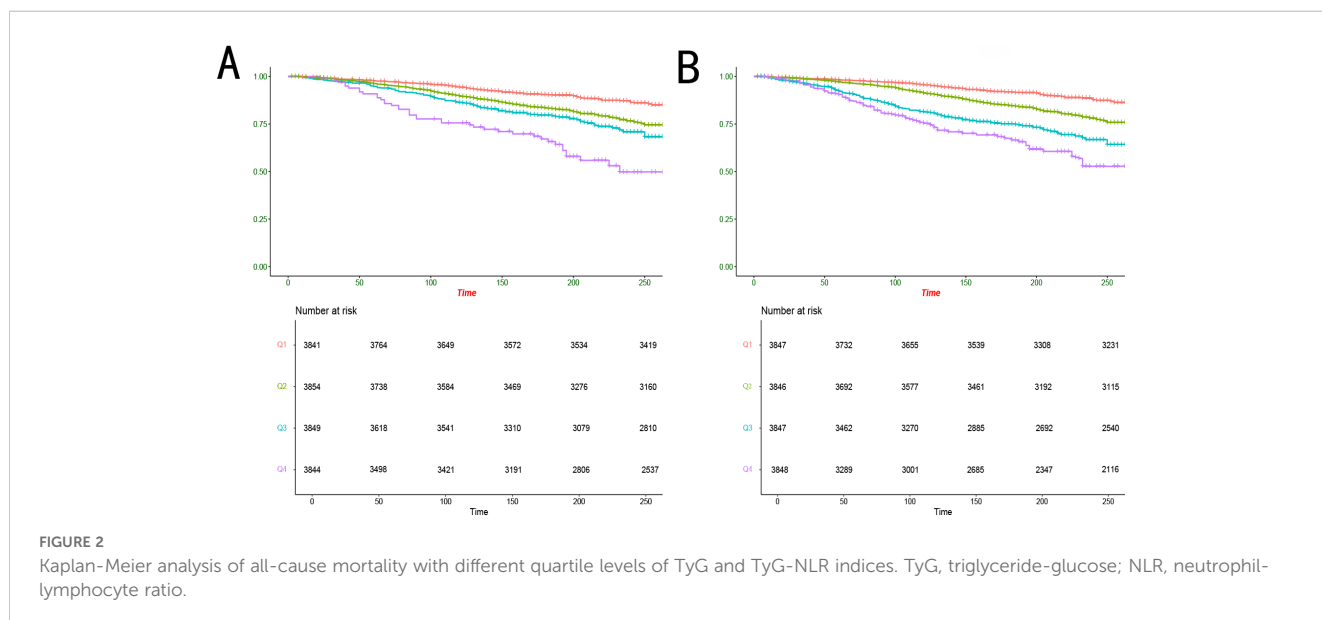 A
B
1.00
0.75
0.50
0.25
0.00
0 50 100 150 200 250
Time
1.00
0.75
0.50
0.25
0.00
0 50 100 150 200 250
Time
Number at risk
Q1 3841 3764 3649 3572 3534 3419
Q2 3854 3738 3584 3469 3276 3160
Q3 3849 3618 3541 3310 3079 2810
Q4 3844 3498 3421 3191 2806 2537
0 50 100 150 200 250
Time
Number at risk
Q1 3847 3732 3655 3539 3308 3231
Q2 3846 3692 3577 3461 3192 3115
Q3 3847 3462 3270 2885 2692 2540
Q4 3848 3289 3001 2685 2347 2116
0 50 100 150 200 250
Time
FIGURE 2
Kaplan-Meier analysis of all-cause mortality with different quartile levels of TyG and TyG-NLR indices. TyG, triglyceride-glucose; NLR, neutrophil-
lymphocyte ratio.